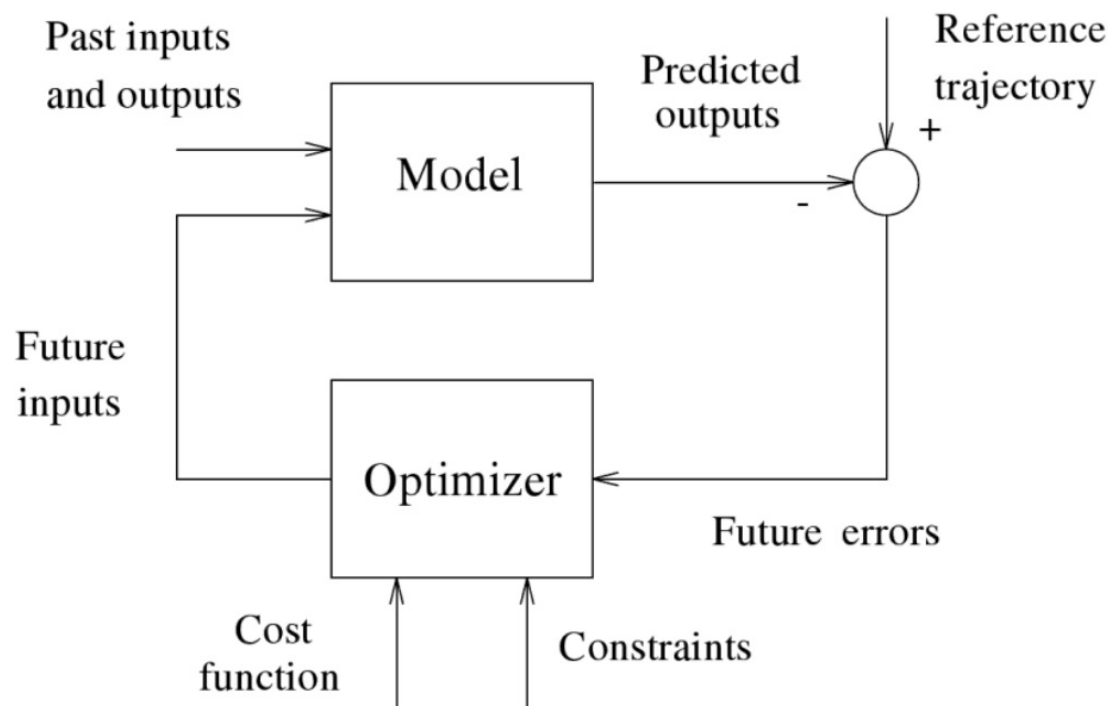 Past inputs
and outputs
Model
Predicted
outputs
Reference
trajectory
+
-
Future
inputs
Optimizer
Future errors
Cost
function
Constraints